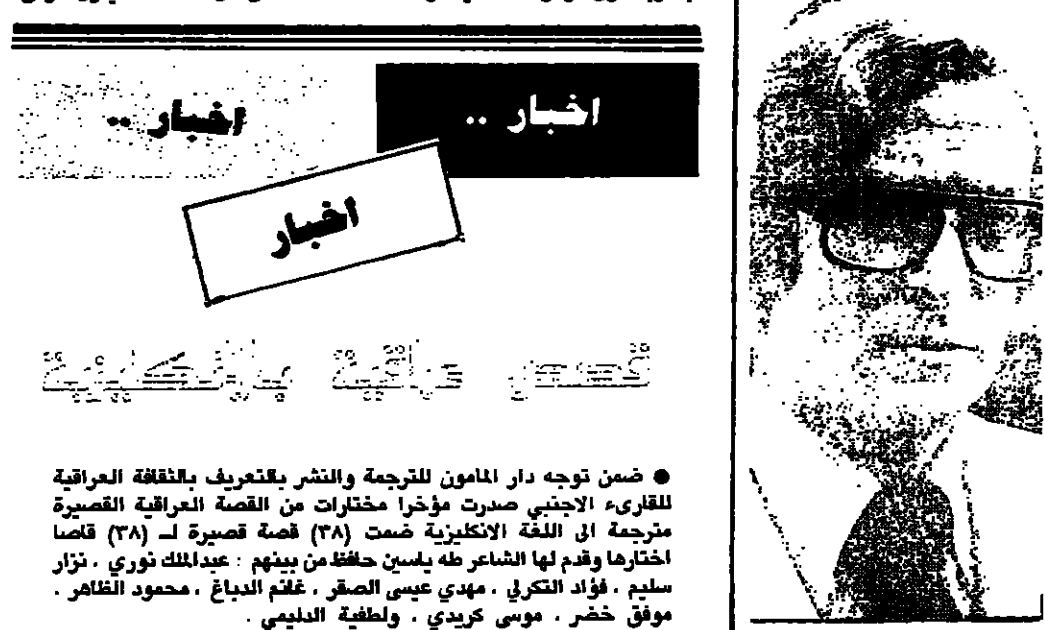 اخبار ..
اخبار ..
اخبار
قصص عراقية بالانكليزية
● ضمن توجه دار المامون للترجمة والنشر بالتعريف بالثقافة العراقية
للقارىء الاجنبي صدرت مؤخرا مختارات من القصة العراقية القصيرة
مترجمة الى اللغة الانكليزية ضمت (٣٨) قصة قصيرة لـ (٣٨) قاصا
اختارها وقدم لها الشاعر طه ياسين حافظ من بينهم : عبدالملك نوري ، نزار
سليم ، فؤاد التكرلي ، مهدي عيسى الصقر ، غانم الدباغ ، محمود الظاهر ،
موفق خضر ، موسى كريدي ، ولطفية الدليمي .